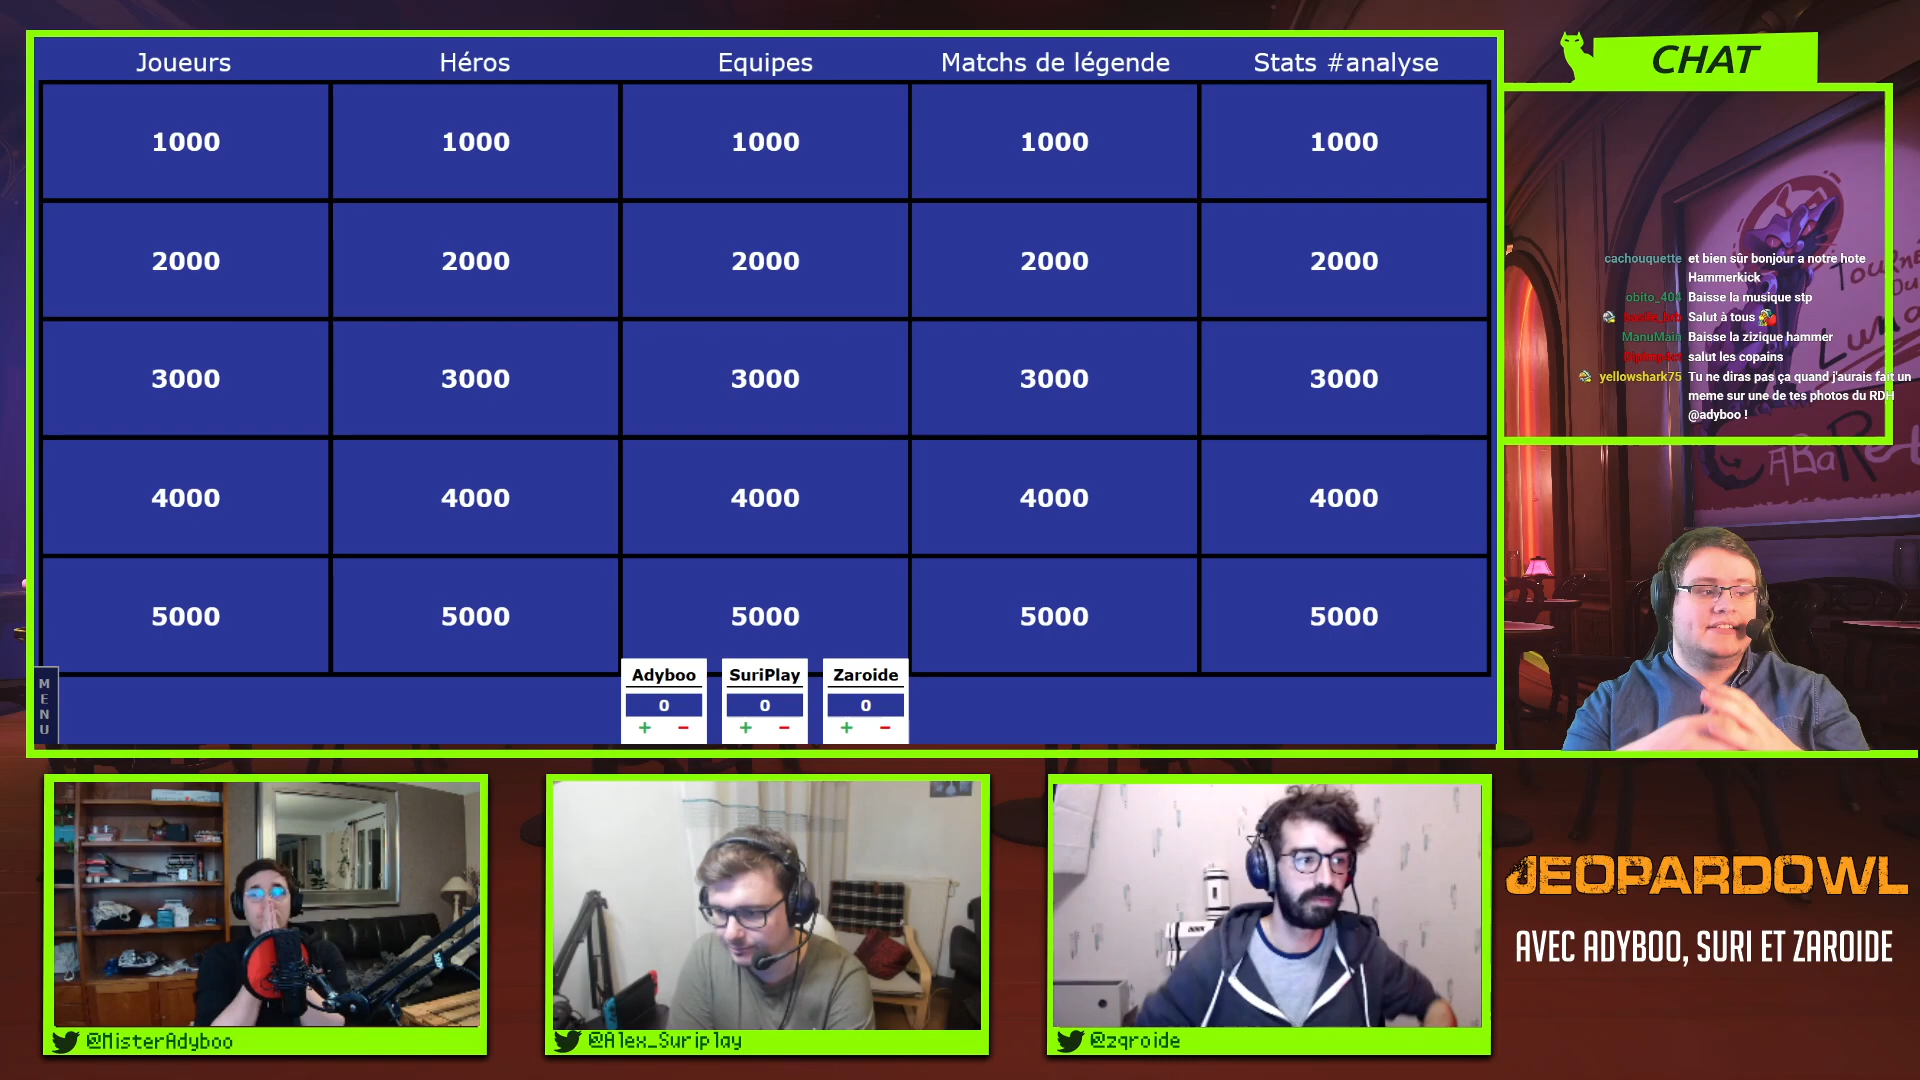 Joueurs Héros Equipes Matchs de légende Stats #analyse
1000 1000 1000 1000 1000
2000 2000 2000 2000 2000
3000 3000 3000 3000 3000
4000 4000 4000 4000 4000
5000 5000 5000 5000 5000
MENU
Adyboo SuriPlay Zaroide
0 0 0
+ - + - + -
CHAT
cachouquette et bien sûr bonjour a notre hote
Hammerkick
obito_404 Baisse la musique stp
Salut à tous
ManuMain Baisse la zizique hammer
salut les copains
yellowshark75 Tu ne diras pas ça quand j'aurais fait un
meme sur une de tes photos du RDH
@adyboo !
CABaRet
@MisterAdyboo
@Alex_Suriplay
@zqroide
JEOPARDOWL
AVEC ADYBOO, SURI ET ZAROIDE